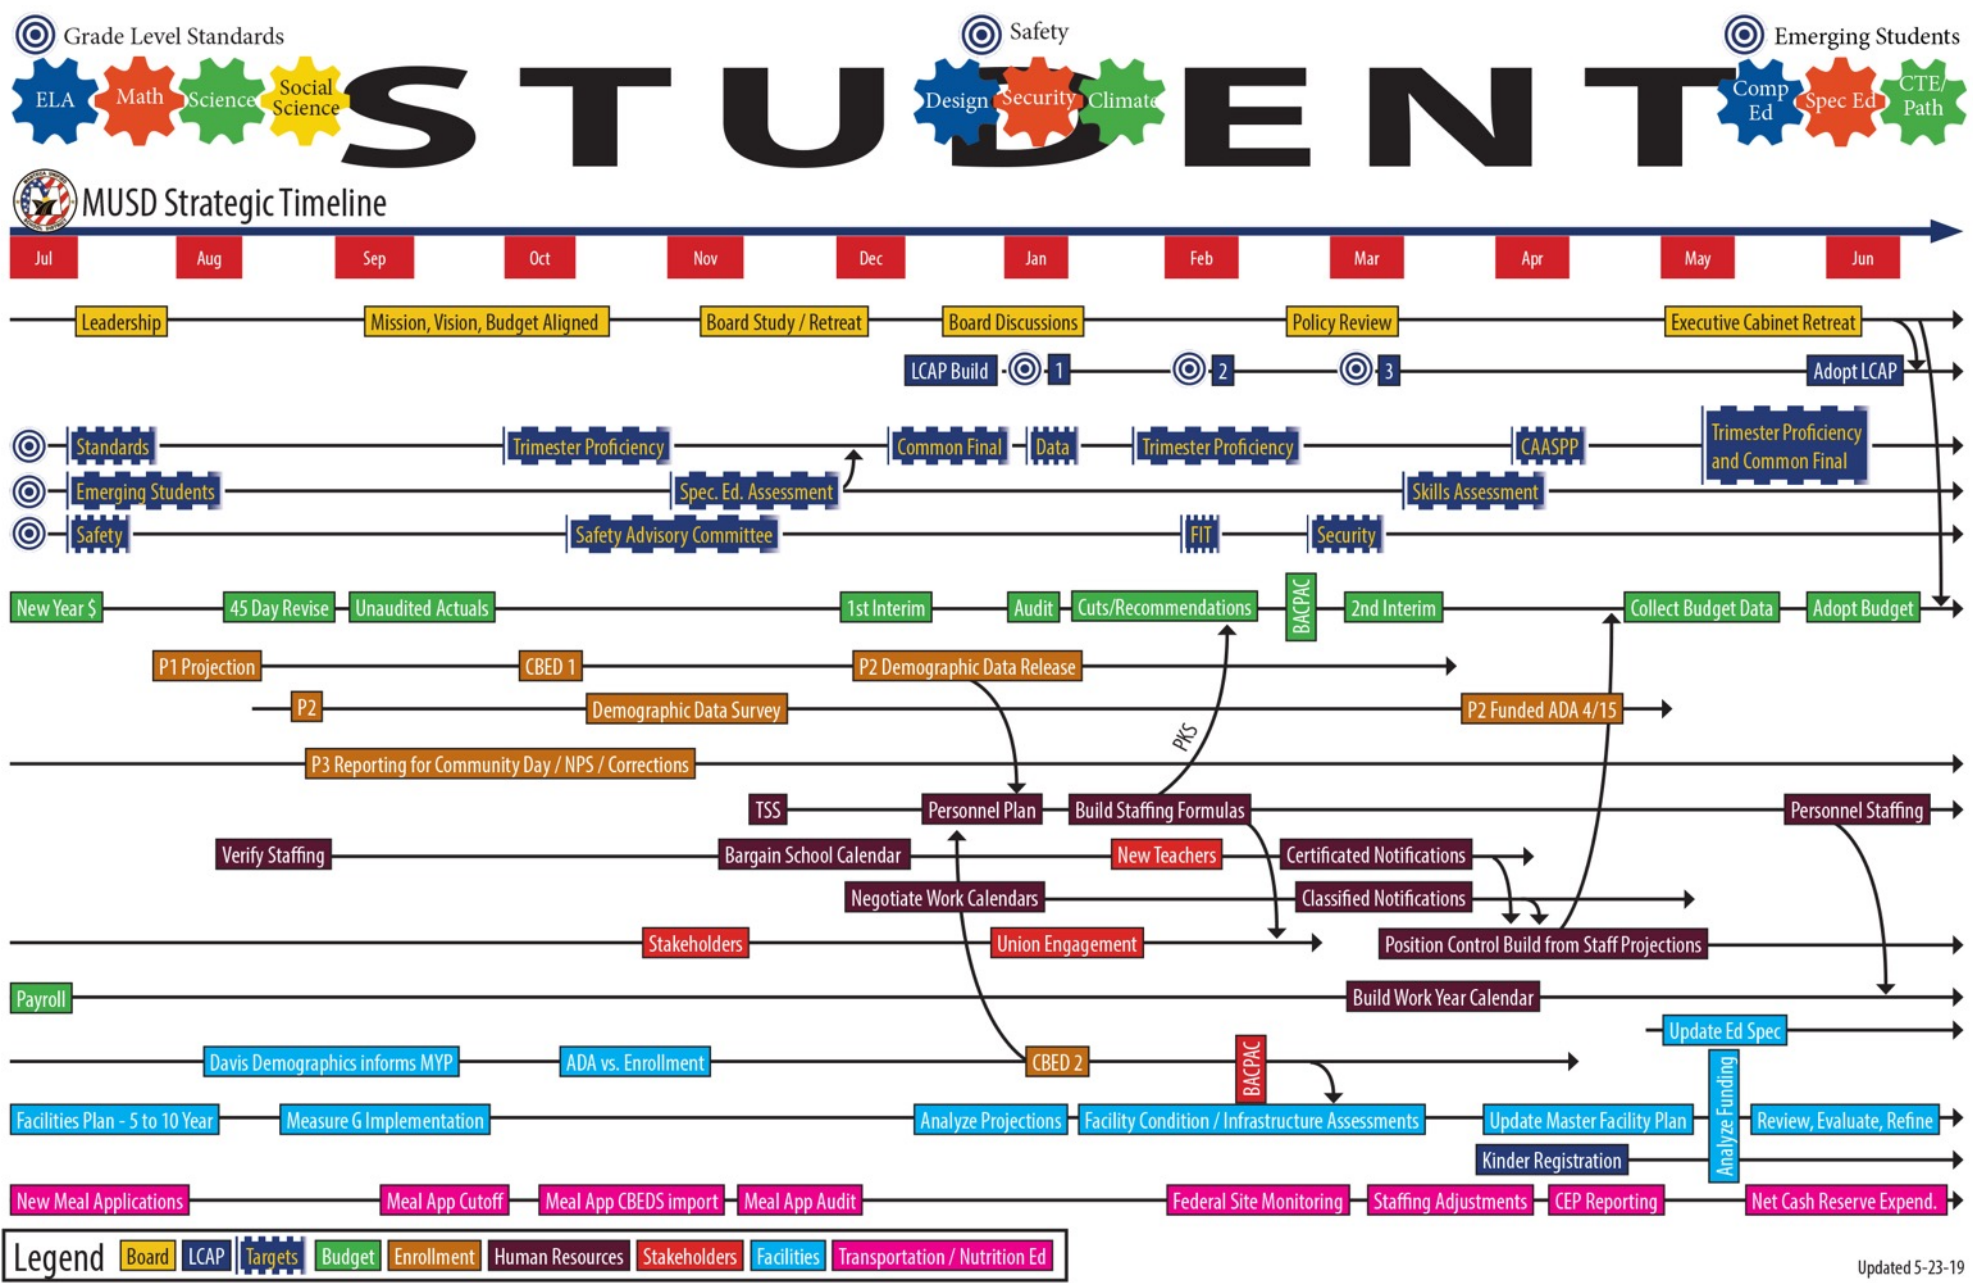 Grade Level Standards
Safety
Emerging Students
ELA
Math
Science
Social
Science
STUDENT
Design
Security
Climate
Comp
Ed
Spec Ed
CTE/
Path
MUSD Strategic Timeline
Jul Aug Sep Oct Nov Dec Jan Feb Mar Apr May Jun
Leadership Mission, Vision, Budget Aligned Board Study / Retreat Board Discussions Policy Review Executive Cabinet Retreat
LCAP Build 1 2 3 Adopt LCAP
Standards Trimester Proficiency Common Final Data Trimester Proficiency CAASPP Trimester Proficiency
and Common Final
Emerging Students Spec. Ed. Assessment Skills Assessment
Safety Safety Advisory Committee FIT Security
New Year $ 45 Day Revise Unaudited Actuals 1st Interim Audit Cuts/Recommendations BACPAC 2nd Interim Collect Budget Data Adopt Budget
P1 Projection CBED 1 P2 Demographic Data Release
P2 Demographic Data Survey P2 Funded ADA 4/15
PKS
P3 Reporting for Community Day / NPS / Corrections
TSS Personnel Plan Build Staffing Formulas Personnel Staffing
Verify Staffing Bargain School Calendar New Teachers Certificated Notifications
Negotiate Work Calendars Classified Notifications
Stakeholders Union Engagement Position Control Build from Staff Projections
Payroll Build Work Year Calendar
Update Ed Spec
Davis Demographics informs MYP ADA vs. Enrollment CBED 2 BACPAC
Analyze Funding
Facilities Plan - 5 to 10 Year Measure G Implementation Analyze Projections Facility Condition / Infrastructure Assessments Update Master Facility Plan Review, Evaluate, Refine
Kinder Registration
New Meal Applications Meal App Cutoff Meal App CBEDS import Meal App Audit Federal Site Monitoring Staffing Adjustments CEP Reporting Net Cash Reserve Expend.
Legend Board LCAP Targets Budget Enrollment Human Resources Stakeholders Facilities Transportation / Nutrition Ed
Updated 5-23-19